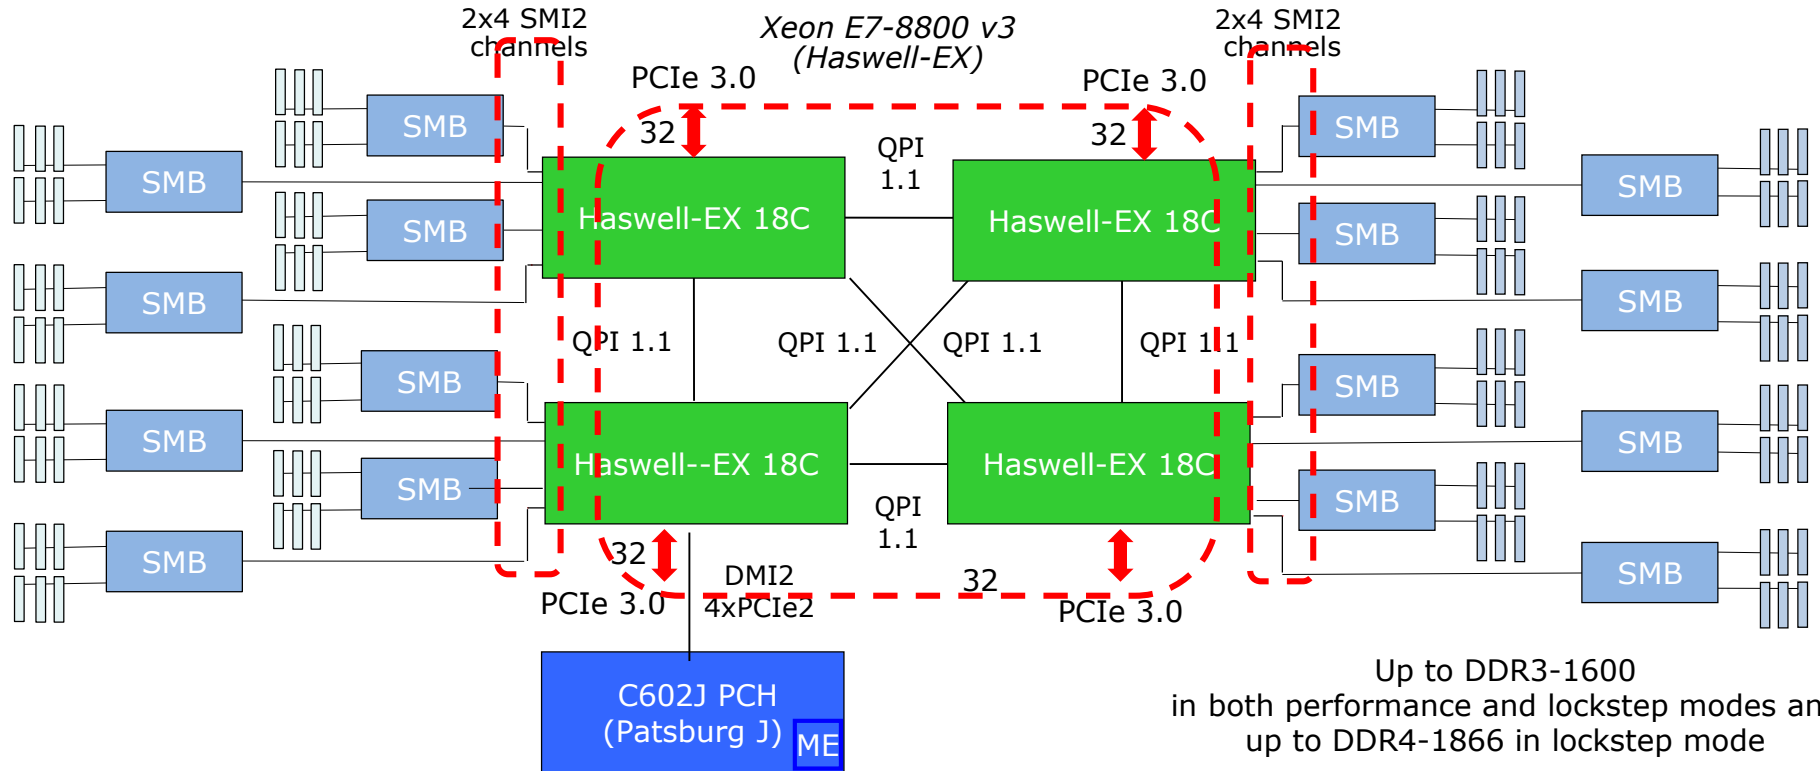 2x4 SMI2
channels
Xeon E7-8800 v3
(Haswell-EX)
2x4 SMI2
channels
PCIe 3.0
PCIe 3.0
SMB
32
32
SMB
QPI
1.1
SMB
SMB
SMB
Haswell-EX 18C
Haswell-EX 18C
SMB
SMB
SMB
QPI 1.1
QPI 1.1
QPI 1.1
QPI 1.1
SMB
SMB
SMB
SMB
Haswell--EX 18C
Haswell-EX 18C
SMB
SMB
QPI
1.1
SMB
SMB
32
DMI2
4xPCIe2
32
PCIe 3.0
PCIe 3.0
C602J PCH
(Patsburg J)
ME
Up to DDR3-1600
in both performance and lockstep modes an
up to DDR4-1866 in lockstep mode